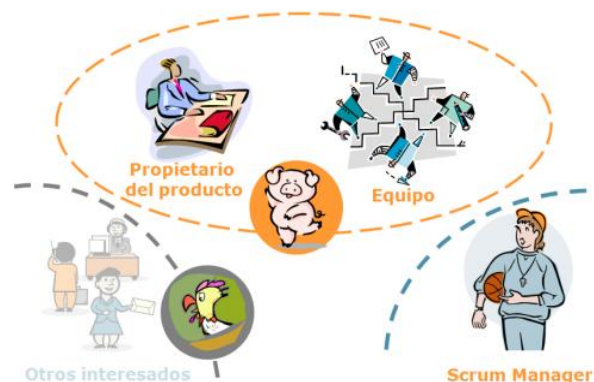 Propietario
del producto
Equipo
Otros interesados
Scrum Manager